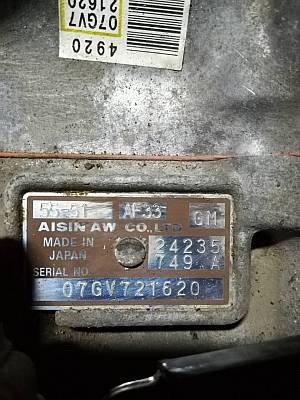 07GV7
21620
4920
55-51 AF33 GM
AISIN AW CO., LTD
MADE IN JAPAN
24235
749 A
SERIAL NO.
07GV721620